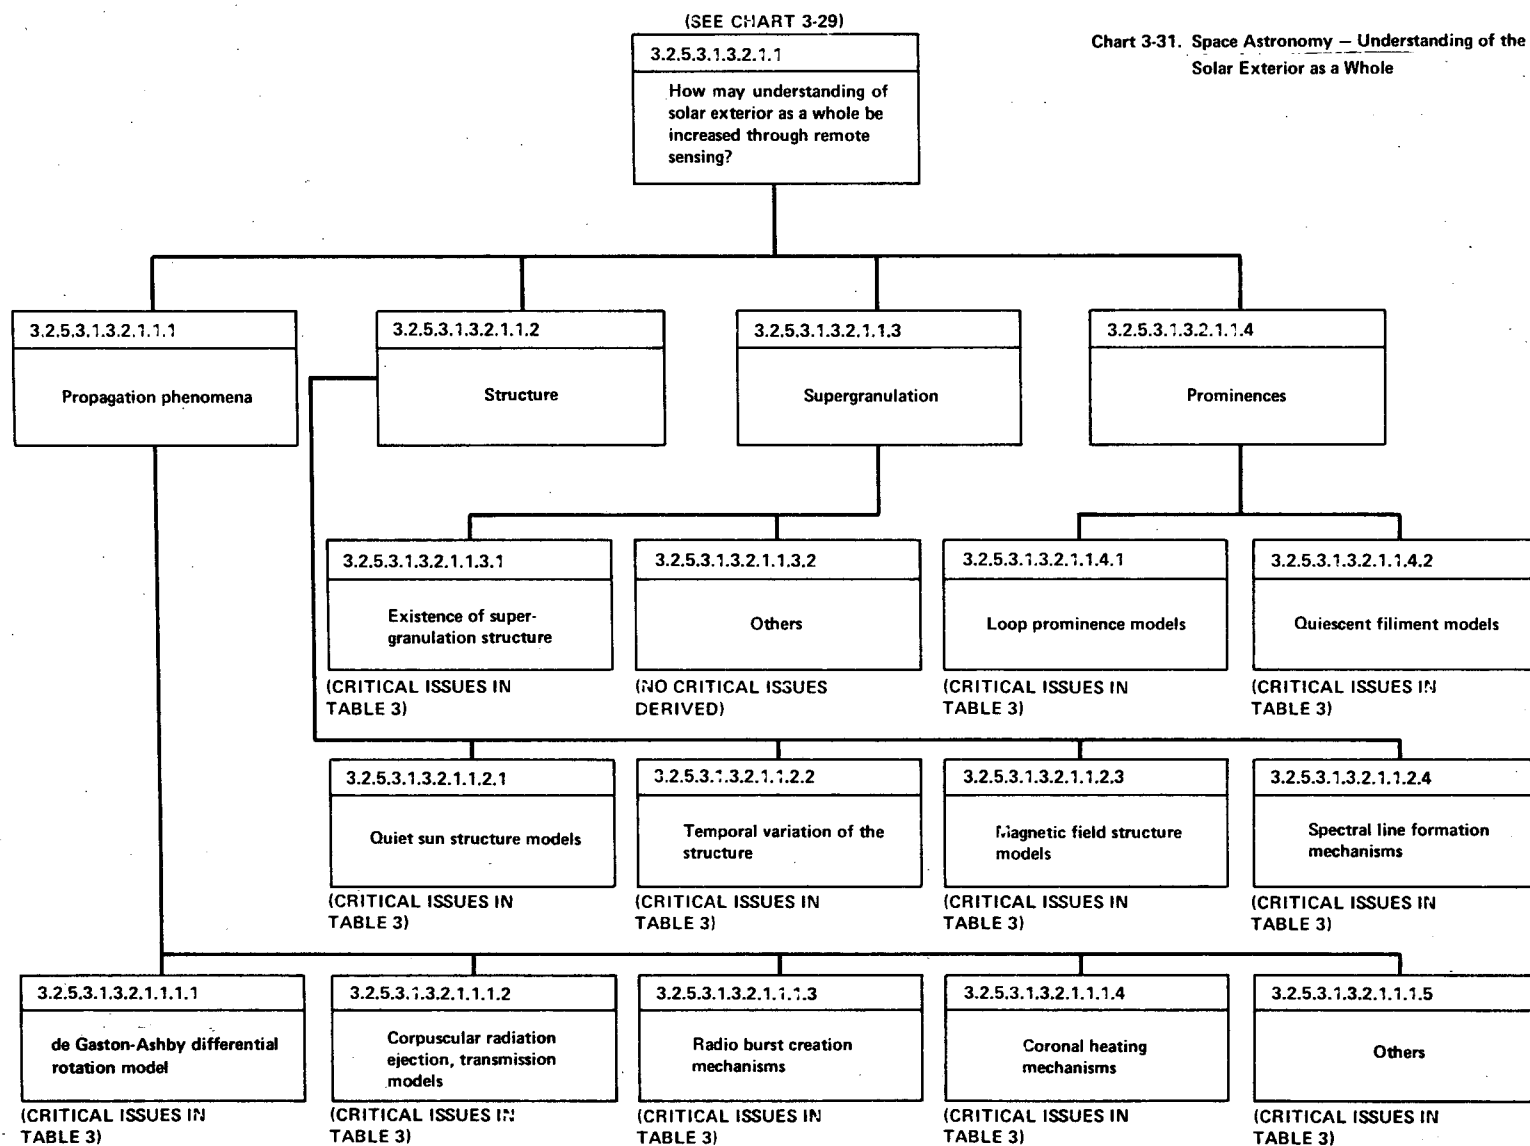 (SEE CHART 3-29)
Chart 3-31. Space Astronomy — Understanding of the
Solar Exterior as a Whole
3.2.5.3.1.3.2.1.1
How may understanding of
solar exterior as a whole be
increased through remote
sensing?
3.2.5.3.1.3.2.1.1.1
Propagation phenomena
3.2.5.3.1.3.2.1.1.2
Structure
3.2.5.3.1.3.2.1.1.3
Supergranulation
3.2.5.3.1.3.2.1.1.4
Prominences
3.2.5.3.1.3.2.1.1.3.1
Existence of super-
granulation structure
(CRITICAL ISSUES IN
TABLE 3)
3.2.5.3.1.3.2.1.1.3.2
Others
(NO CRITICAL ISSUES
DERIVED)
3.2.5.3.1.3.2.1.1.4.1
Loop prominence models
(CRITICAL ISSUES IN
TABLE 3)
3.2.5.3.1.3.2.1.1.4.2
Quiescent filiment models
(CRITICAL ISSUES IN
TABLE 3)
3.2.5.3.1.3.2.1.1.2.1
Quiet sun structure models
(CRITICAL ISSUES IN
TABLE 3)
3.2.5.3.1.3.2.1.1.2.2
Temporal variation of the
structure
(CRITICAL ISSUES IN
TABLE 3)
3.2.5.3.1.3.2.1.1.2.3
Magnetic field structure
models
(CRITICAL ISSUES IN
TABLE 3)
3.2.5.3.1.3.2.1.1.2.4
Spectral line formation
mechanisms
(CRITICAL ISSUES IN
TABLE 3)
3.2.5.3.1.3.2.1.1.1.1
de Gaston-Ashby differential
rotation model
(CRITICAL ISSUES IN
TABLE 3)
3.2.5.3.1.3.2.1.1.1.2
Corpuscular radiation
ejection, transmission
models
(CRITICAL ISSUES IN
TABLE 3)
3.2.5.3.1.3.2.1.1.1.3
Radio burst creation
mechanisms
(CRITICAL ISSUES IN
TABLE 3)
3.2.5.3.1.3.2.1.1.1.4
Coronal heating
mechanisms
(CRITICAL ISSUES IN
TABLE 3)
3.2.5.3.1.3.2.1.1.1.5
Others
(CRITICAL ISSUES IN
TABLE 3)